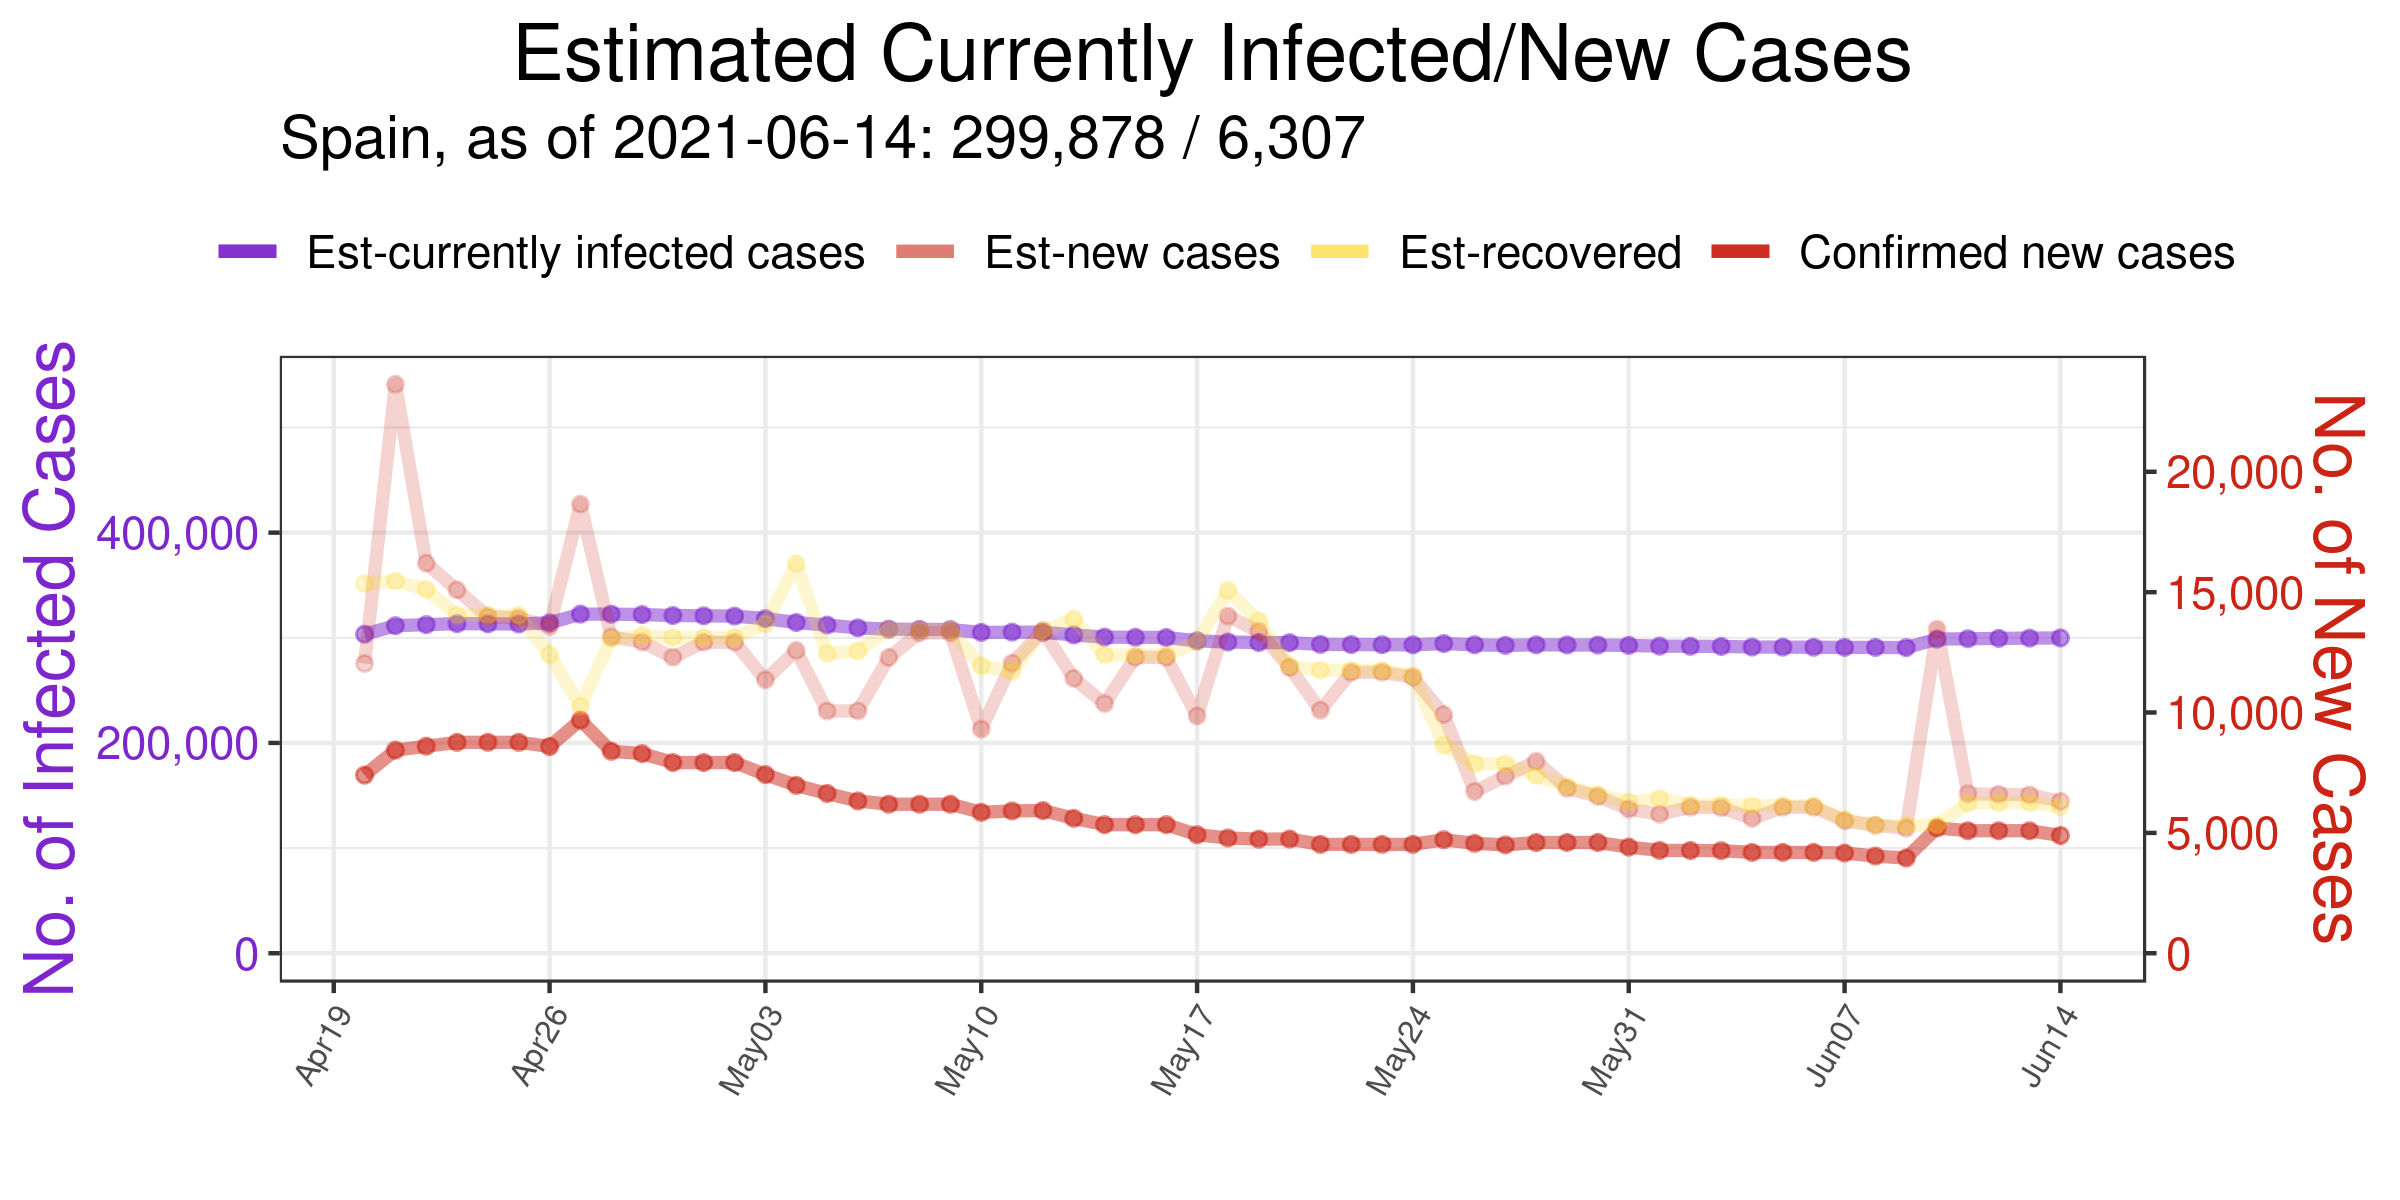 Estimated Currently Infected/New Cases
Spain, as of 2021-06-14: 299,878 / 6,307
Est-currently infected cases
Est-new cases
Est-recovered
Confirmed new cases
No. of Infected Cases
400,000
200,000
0
20,000
15,000
10,000
5,000
0
No. of New Cases
Apr19
Apr26
May03
May10
May17
May24
May31
Jun07
Jun14